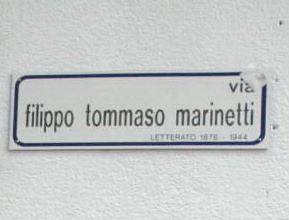 via
filippo tommaso marinetti
LETTERATO 1876 - 1944